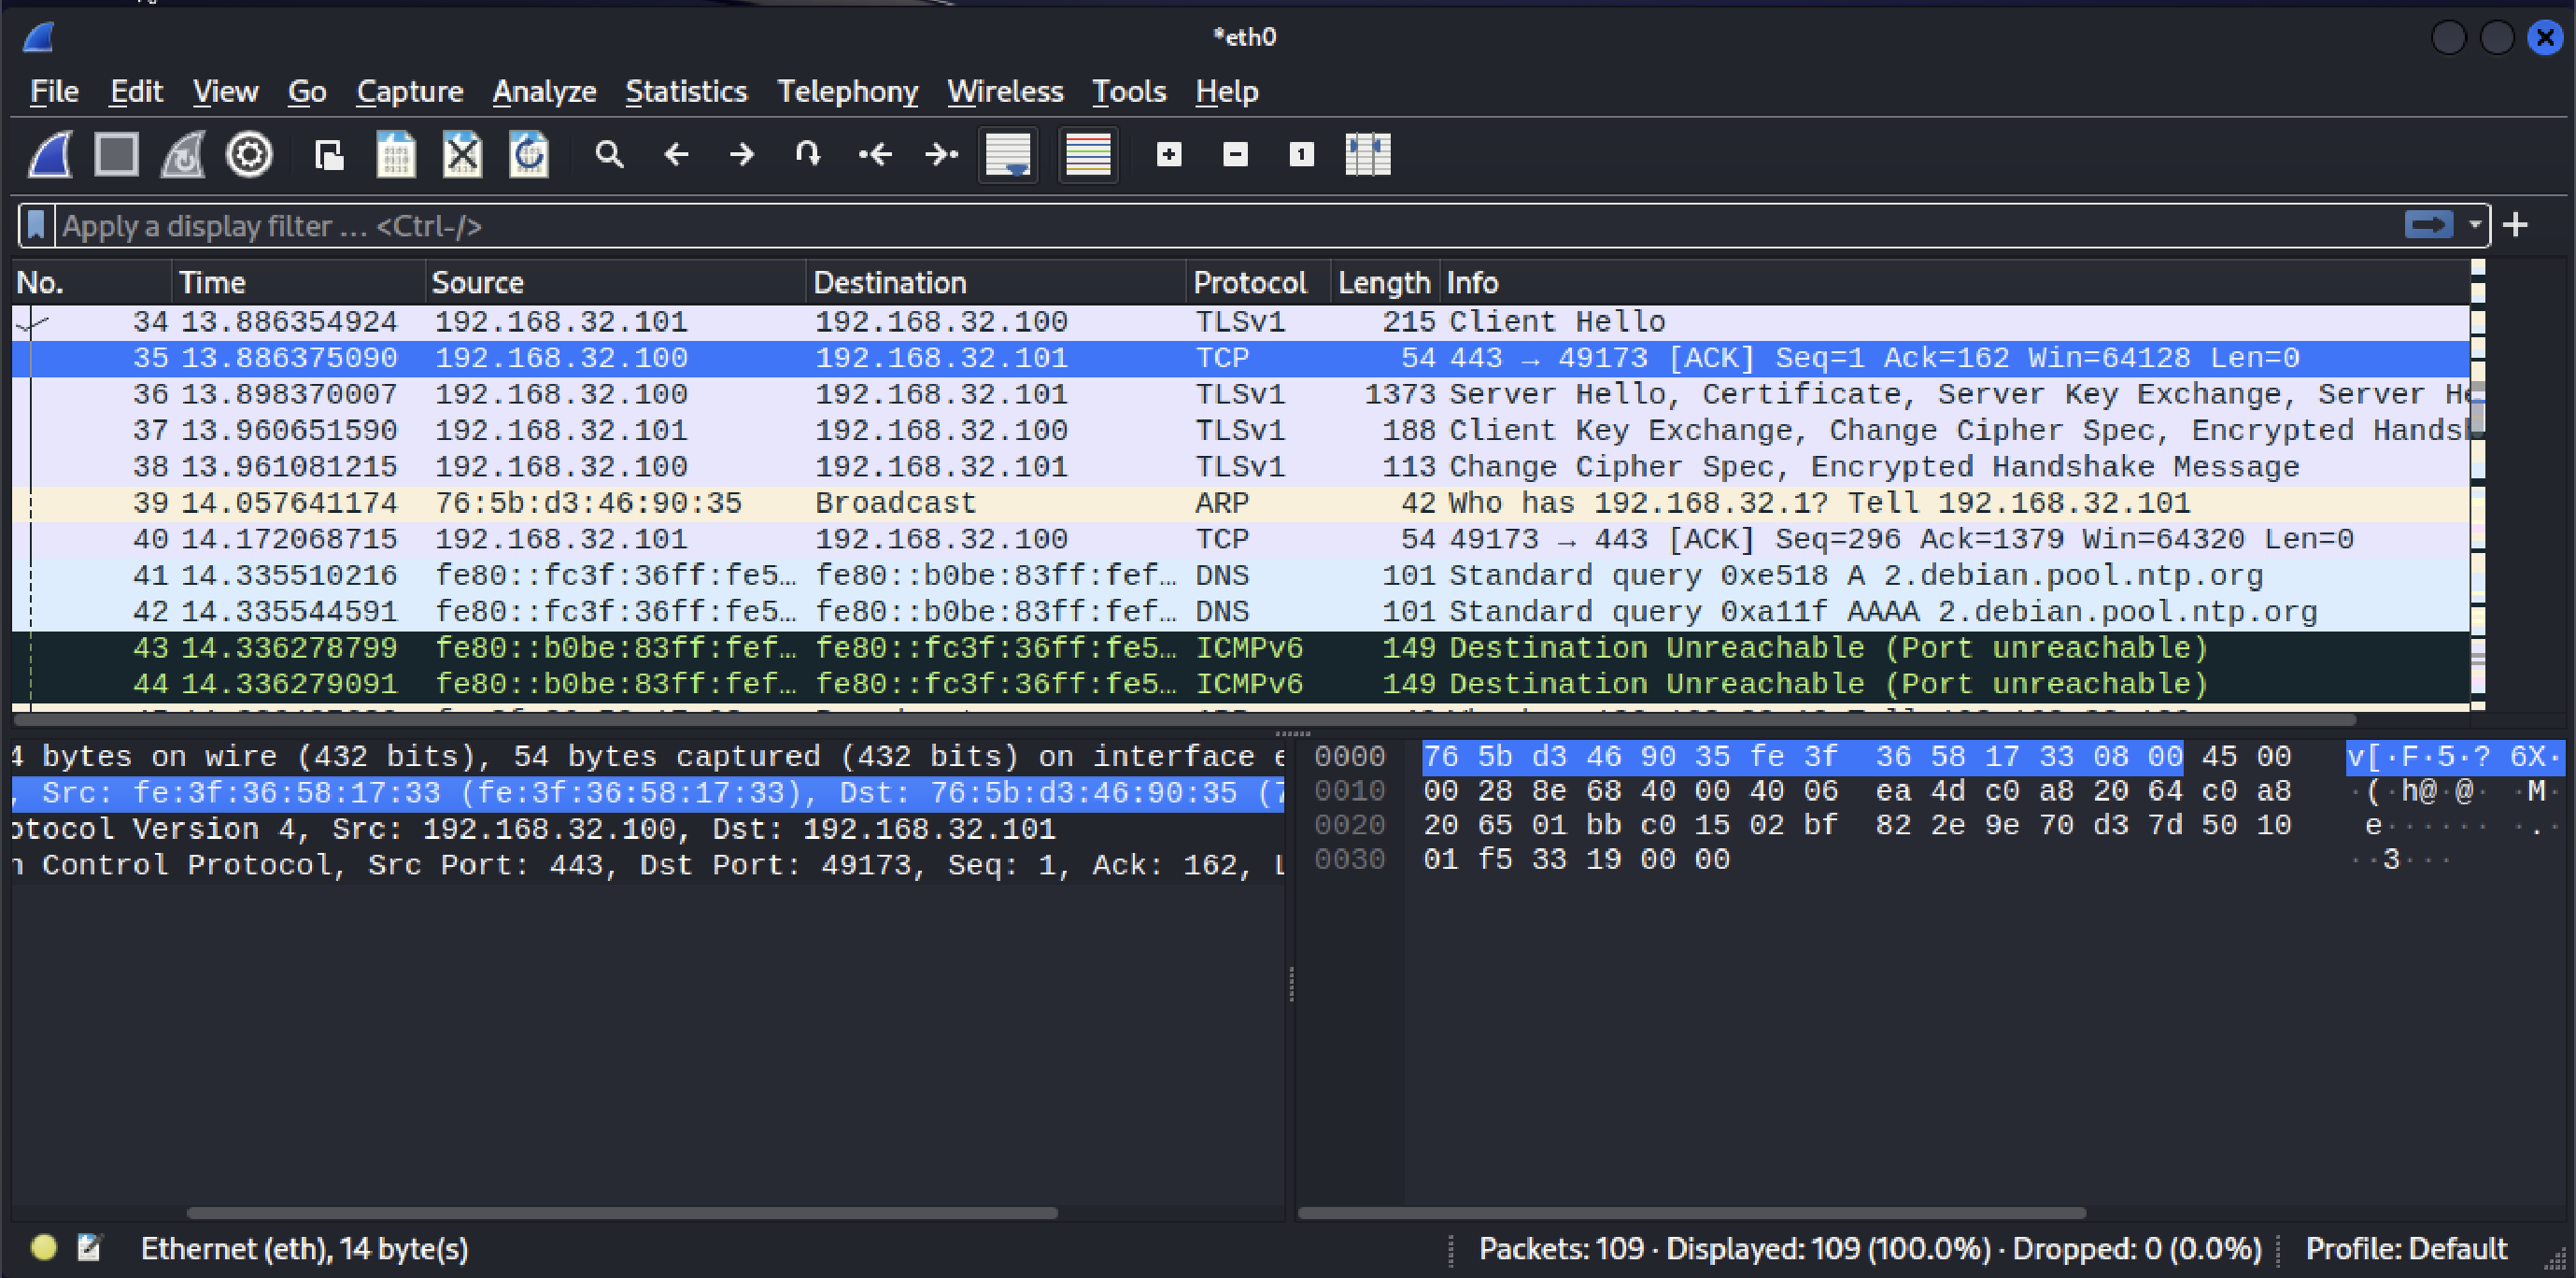 *eth0
File Edit View Go Capture Analyze Statistics Telephony Wireless Tools Help
Apply a display filter … <Ctrl-/>
No. Time Source Destination Protocol Length Info
34 13.886354924 192.168.32.101 192.168.32.100 TLSv1 215 Client Hello
35 13.886375090 192.168.32.100 192.168.32.101 TCP 54 443 → 49173 [ACK] Seq=1 Ack=162 Win=64128 Len=0
36 13.898370007 192.168.32.100 192.168.32.101 TLSv1 1373 Server Hello, Certificate, Server Key Exchange, Server He
37 13.960651590 192.168.32.101 192.168.32.100 TLSv1 188 Client Key Exchange, Change Cipher Spec, Encrypted Handsh
38 13.961081215 192.168.32.100 192.168.32.101 TLSv1 113 Change Cipher Spec, Encrypted Handshake Message
39 14.057641174 76:5b:d3:46:90:35 Broadcast ARP 42 Who has 192.168.32.1? Tell 192.168.32.101
40 14.172068715 192.168.32.101 192.168.32.100 TCP 54 49173 → 443 [ACK] Seq=296 Ack=1379 Win=64320 Len=0
41 14.335510216 fe80::fc3f:36ff:fe5… fe80::b0be:83ff:fef… DNS 101 Standard query 0xe518 A 2.debian.pool.ntp.org
42 14.335544591 fe80::fc3f:36ff:fe5… fe80::b0be:83ff:fef… DNS 101 Standard query 0xa11f AAAA 2.debian.pool.ntp.org
43 14.336278799 fe80::b0be:83ff:fef… fe80::fc3f:36ff:fe5… ICMPv6 149 Destination Unreachable (Port unreachable)
44 14.336279091 fe80::b0be:83ff:fef… fe80::fc3f:36ff:fe5… ICMPv6 149 Destination Unreachable (Port unreachable)
4 bytes on wire (432 bits), 54 bytes captured (432 bits) on interface e
, Src: fe:3f:36:58:17:33 (fe:3f:36:58:17:33), Dst: 76:5b:d3:46:90:35 (7
otocol Version 4, Src: 192.168.32.100, Dst: 192.168.32.101
n Control Protocol, Src Port: 443, Dst Port: 49173, Seq: 1, Ack: 162, L
0000 76 5b d3 46 90 35 fe 3f 36 58 17 33 08 00 45 00 v[·F·5·? 6X·
0010 00 28 8e 68 40 00 40 06 ea 4d c0 a8 20 64 c0 a8 ·(·h@·@· ·M·
0020 20 65 01 bb c0 15 02 bf 82 2e 9e 70 d3 7d 50 10 e······ ·.·
0030 01 f5 33 19 00 00 ··3···
Ethernet (eth), 14 byte(s)
Packets: 109 · Displayed: 109 (100.0%) · Dropped: 0 (0.0%)
Profile: Default